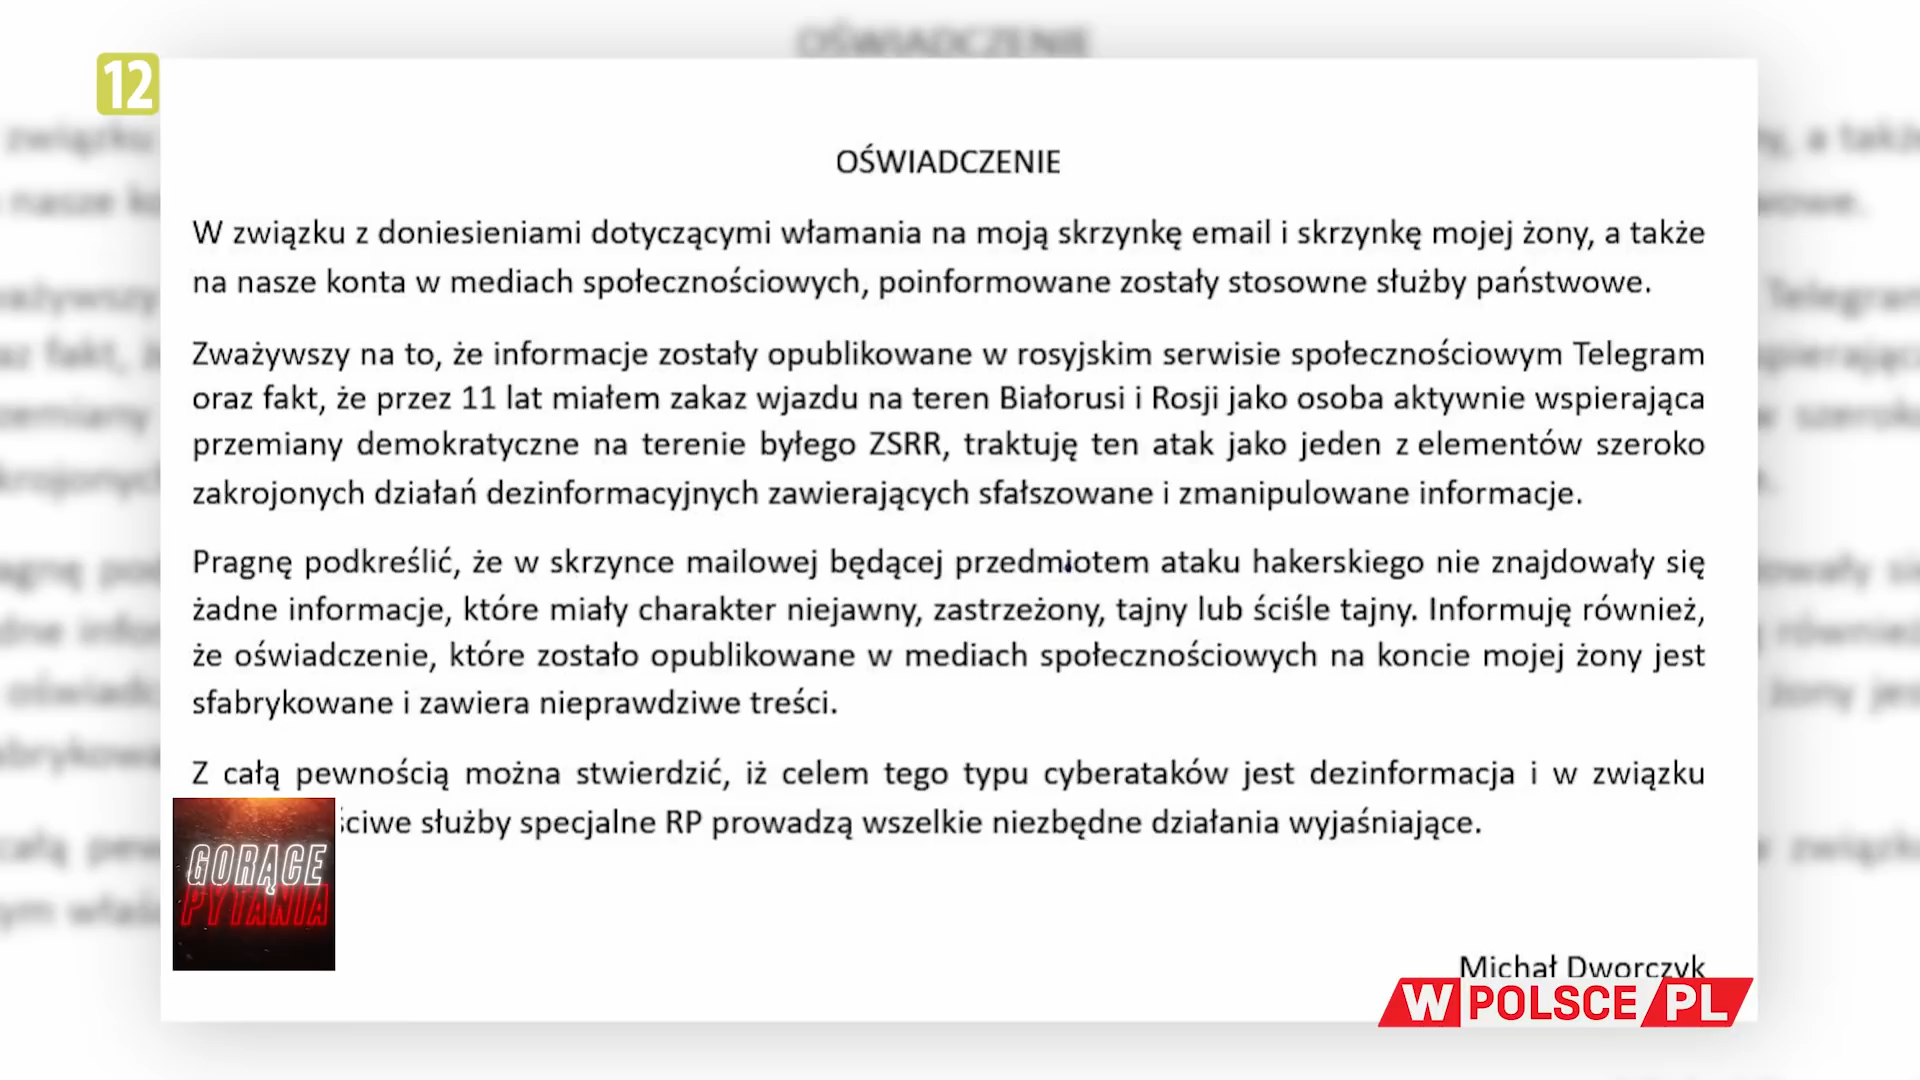 12
OŚWIADCZENIE
W związku z doniesieniami dotyczącymi włamania na moją skrzynkę email i skrzynkę mojej żony, a także
na nasze konta w mediach społecznościowych, poinformowane zostały stosowne służby państwowe.
Zważywszy na to, że informacje zostały opublikowane w rosyjskim serwisie społecznościowym Telegram
oraz fakt, że przez 11 lat miałem zakaz wjazdu na teren Białorusi i Rosji jako osoba aktywnie wspierająca
przemiany demokratyczne na terenie byłego ZSRR, traktuję ten atak jako jeden z elementów szeroko
zakrojonych działań dezinformacyjnych zawierających sfałszowane i zmanipulowane informacje.
Pragnę podkreślić, że w skrzynce mailowej będącej przedmiotem ataku hakerskiego nie znajdowały się
żadne informacje, które miały charakter niejawny, zastrzeżony, tajny lub ściśle tajny. Informuję również,
że oświadczenie, które zostało opublikowane w mediach społecznościowych na koncie mojej żony jest
sfabrykowane i zawiera nieprawdziwe treści.
Z całą pewnością można stwierdzić, iż celem tego typu cyberataków jest dezinformacja i w związku
służby specjalne RP prowadzą wszelkie niezbędne działania wyjaśniające.
GORĄCE
PYTANIA
Michał Dworczyk
WPOLSCE PL